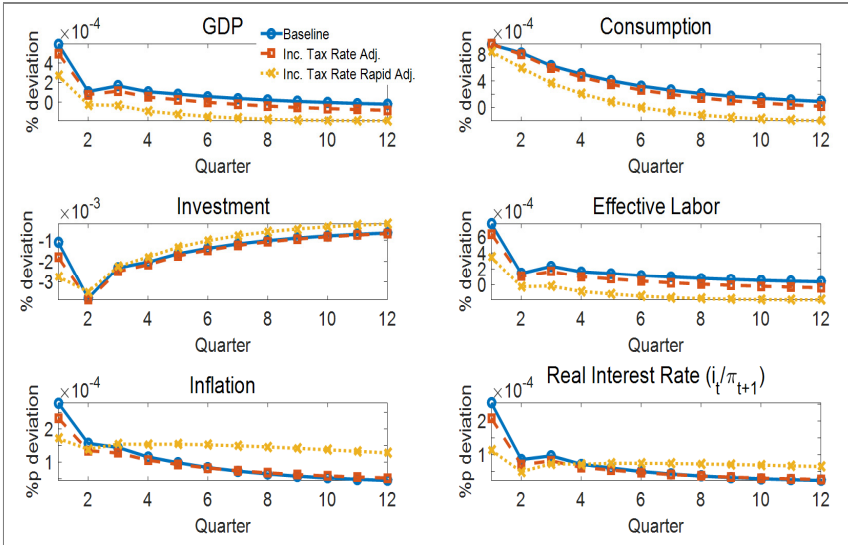 GDP
×10⁻⁴
Baseline
Inc. Tax Rate Adj.
Inc. Tax Rate Rapid Adj.
% deviation
4
2
0
2 4 6 8 10 12
Quarter
Consumption
×10⁻⁴
% deviation
8
4
0
2 4 6 8 10 12
Quarter
Investment
×10⁻³
% deviation
-1
-2
-3
2 4 6 8 10 12
Quarter
Effective Labor
×10⁻⁴
% deviation
6
4
2
0
2 4 6 8 10 12
Quarter
Inflation
×10⁻⁴
%p deviation
2
1
2 4 6 8 10 12
Quarter
Real Interest Rate (i_t/π_{t+1})
×10⁻⁴
%p deviation
2
1
2 4 6 8 10 12
Quarter